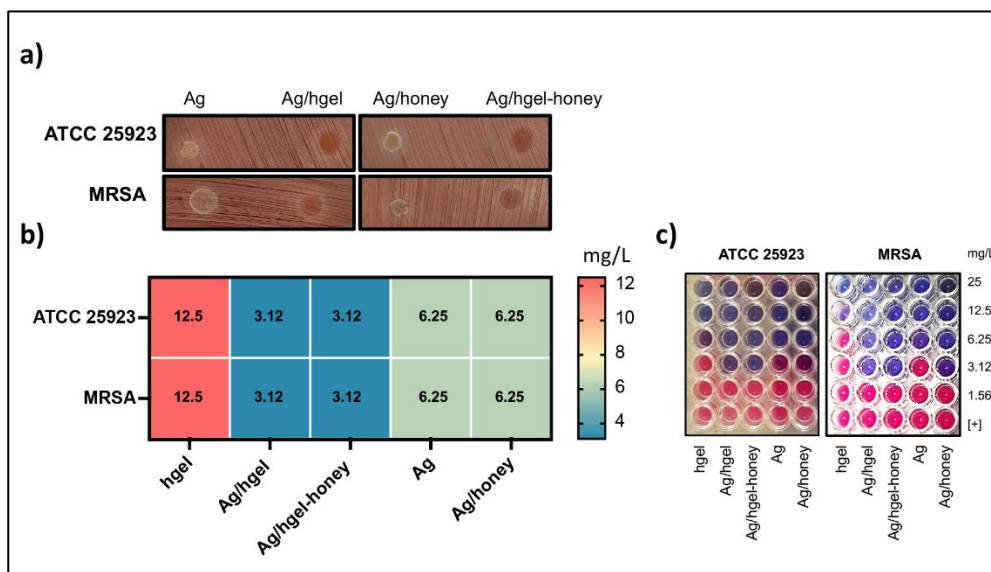 a)
Ag Ag/hgel Ag/honey Ag/hgel-honey
ATCC 25923
MRSA
b)
mg/L
ATCC 25923 12.5 3.12 3.12 6.25 6.25
MRSA 12.5 3.12 3.12 6.25 6.25
hgel Ag/hgel Ag/hgel-honey Ag Ag/honey
12
10
8
6
4
c)
ATCC 25923 MRSA mg/L
25
12.5
6.25
3.12
1.56
[+]
hgel Ag/hgel Ag/hgel-honey Ag Ag/honey hgel Ag/hgel Ag/hgel-honey Ag Ag/honey